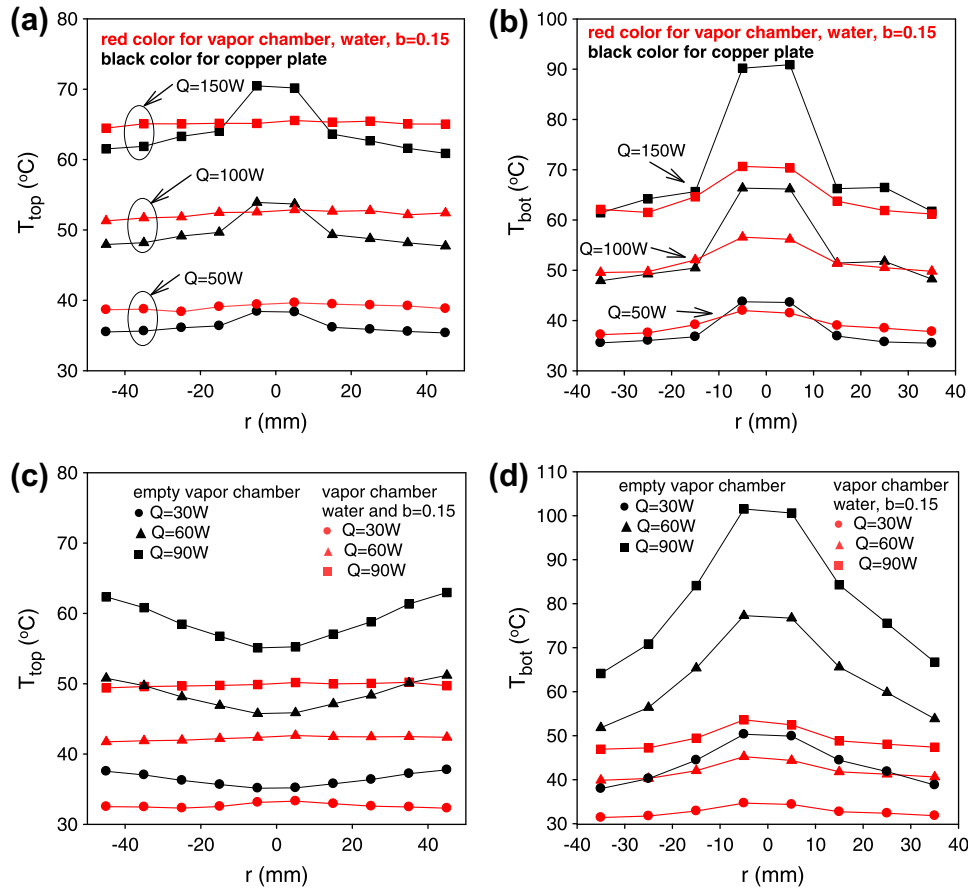 (a)
80
red color for vapor chamber, water, b=0.15
black color for copper plate
70
Q=150W
60
Q=100W
50
Q=50W
40
30
-40 -20 0 20 40
T_top (°C)
r (mm)
(b)
100
red color for vapor chamber, water, b=0.15
black color for copper plate
90
80
Q=150W
70
60
Q=100W
50
Q=50W
40
30
-40 -30 -20 -10 0 10 20 30 40
T_bot (°C)
r (mm)
(c)
80
empty vapor chamber
Q=30W
Q=60W
Q=90W
vapor chamber
water and b=0.15
Q=30W
Q=60W
Q=90W
70
60
50
40
30
-40 -20 0 20 40
T_top (°C)
r (mm)
(d)
110
empty vapor chamber
Q=30W
Q=60W
Q=90W
vapor chamber
water, b=0.15
Q=30W
Q=60W
Q=90W
100
90
80
70
60
50
40
30
-40 -30 -20 -10 0 10 20 30 40
T_bot (°C)
r (mm)